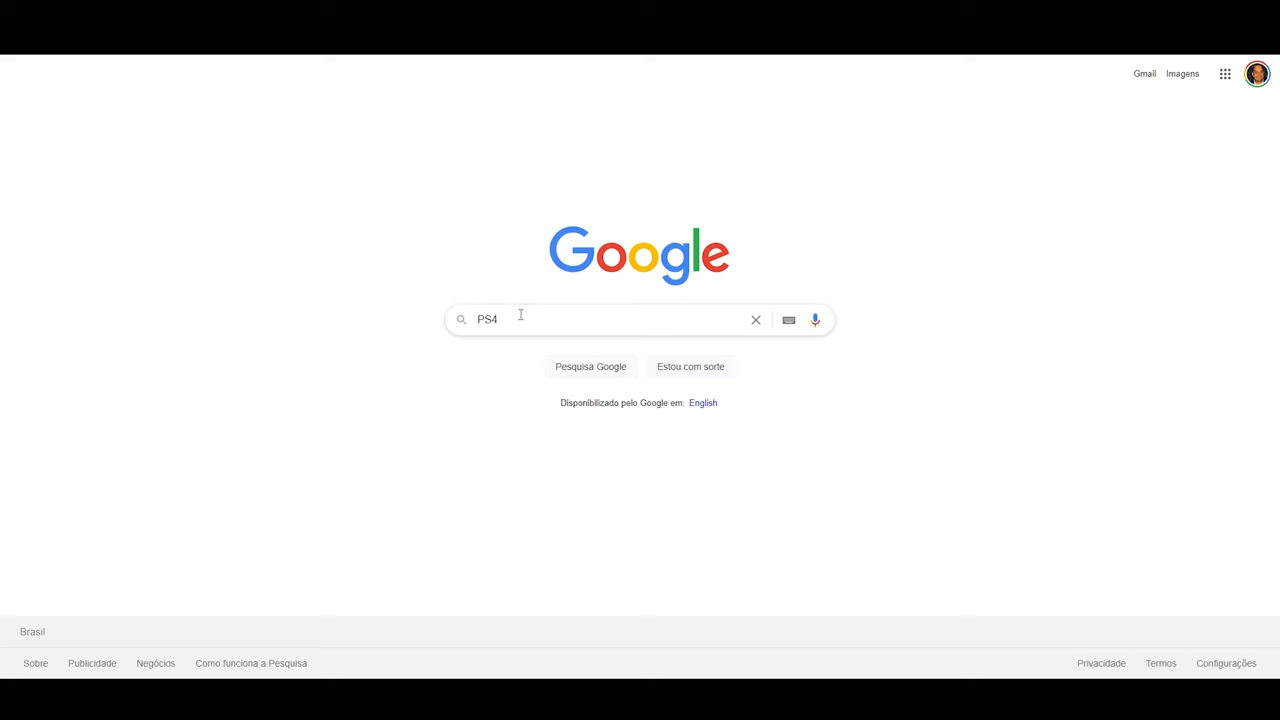 Gmail Imagens
Google
PS4
Pesquisa Google Estou com sorte
Disponibilizado pelo Google em: English
Brasil
Sobre Publicidade Negócios Como funciona a Pesquisa Privacidade Termos Configurações